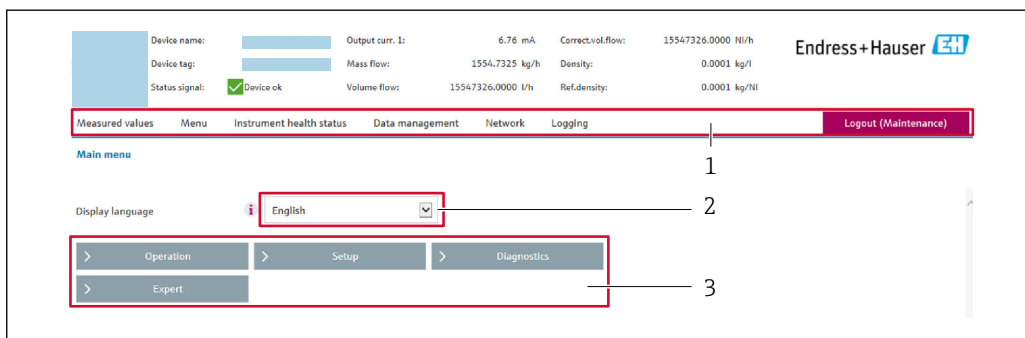 Device name: Output curr. 1: 6.76 mA Correct.vol.flow: 15547326.0000 Nl/h
Endress+Hauser EH
Device tag: Mass flow: 1554.7325 kg/h Density: 0.0001 kg/l
Status signal: Device ok Volume flow: 15547326.0000 l/h Ref.density: 0.0001 kg/Nl
Measured values Menu Instrument health status Data management Network Logging Logout (Maintenance)
1
Main menu
Display language i English 2
> Operation > Setup > Diagnostics
> Expert 3